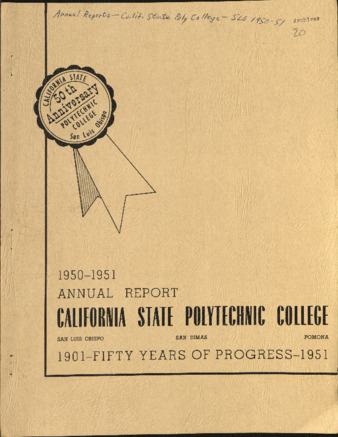 Annual Reports - Calif. State Poly College - SLO 1950-51
20
CALIFORNIA STATE
50th
Anniversary
POLYTECHNIC
COLLEGE
San Luis Obispo
1950-1951
ANNUAL REPORT
CALIFORNIA STATE POLYTECHNIC COLLEGE
SAN LUIS OBISPO SAN DIMAS POMONA
1901-FIFTY YEARS OF PROGRESS-1951